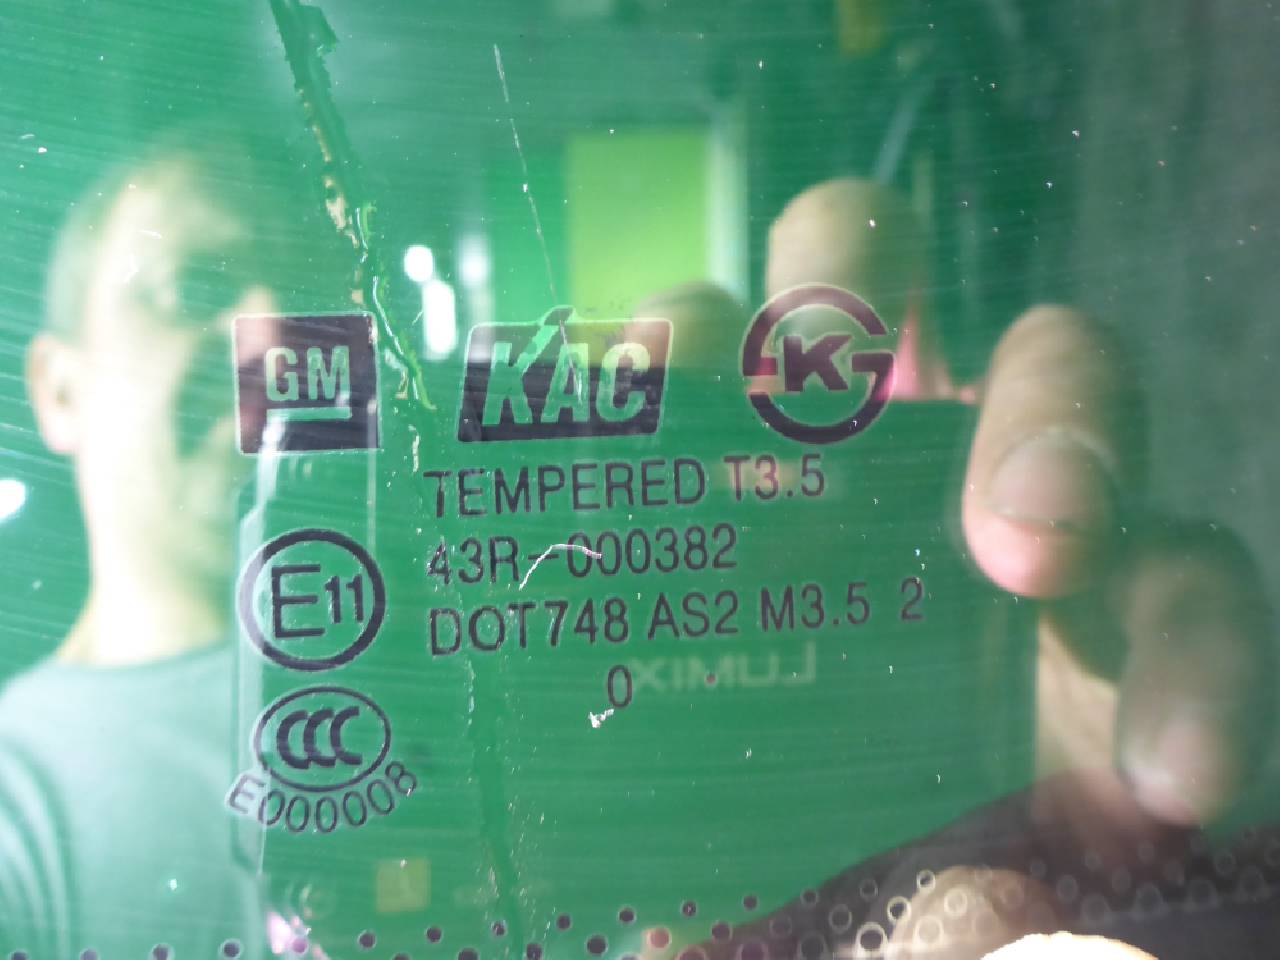 GM KAC K
TEMPERED T3.5
43R-000382
E11
DOT748 AS2 M3.5 2
0
LUMIX
CCC
E000008